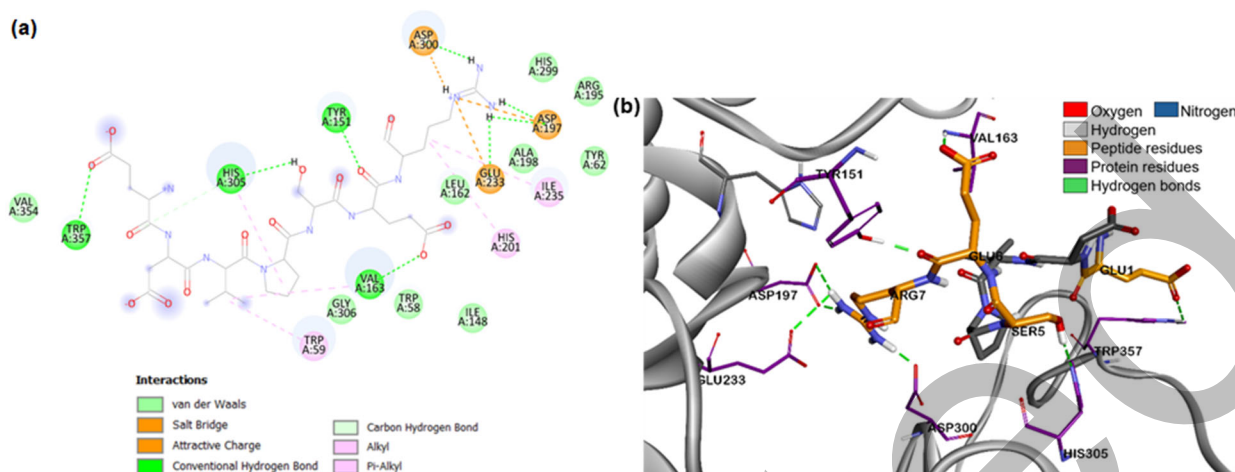 (a)
ASP
A:300
HIS
A:299
ARG
A:195
TYR
A:151
ASP
A:197
ALA
A:198
TYR
A:62
GLU
A:233
HIS
A:305
LEU
A:162
ILE
A:235
VAL
A:354
TRP
A:357
HIS
A:201
VAL
A:163
GLY
A:306
TRP
A:58
ILE
A:148
TRP
A:59
Interactions
van der Waals
Salt Bridge
Attractive Charge
Conventional Hydrogen Bond
Carbon Hydrogen Bond
Alkyl
Pi-Alkyl
(b)
Oxygen
Nitrogen
Hydrogen
Peptide residues
Protein residues
Hydrogen bonds
VAL163
TYR151
GLU6
GLU1
ASP197
ARG7
SER5
TRP357
GLU233
ASP300
HIS305